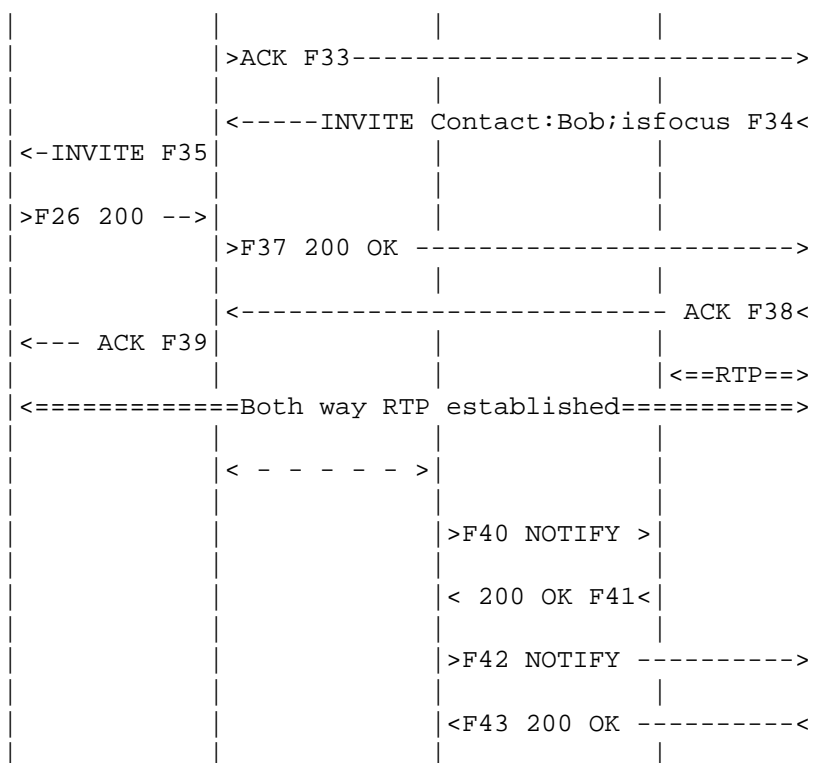 |            |             |             |
|            |>ACK F33---------------------------->
|            |             |             |
|            |<-----INVITE Contact:Bob;isfocus F34<
|<-INVITE F35|             |             |
|            |             |             |
|>F26 200 -->|             |             |
|            |>F37 200 OK ------------------------>
|            |             |             |
|            |<--------------------------- ACK F38<
|<--- ACK F39|             |             |
|            |             |             |<==RTP==>
|<=============Both way RTP established===========>
|            |             |             |
|            |< - - - - - >|             |
|            |             |             |
|            |             |>F40 NOTIFY >|
|            |             |             |
|            |             |< 200 OK F41<|
|            |             |             |
|            |             |>F42 NOTIFY ---------->
|            |             |             |
|            |             |<F43 200 OK ----------<
|            |             |             |